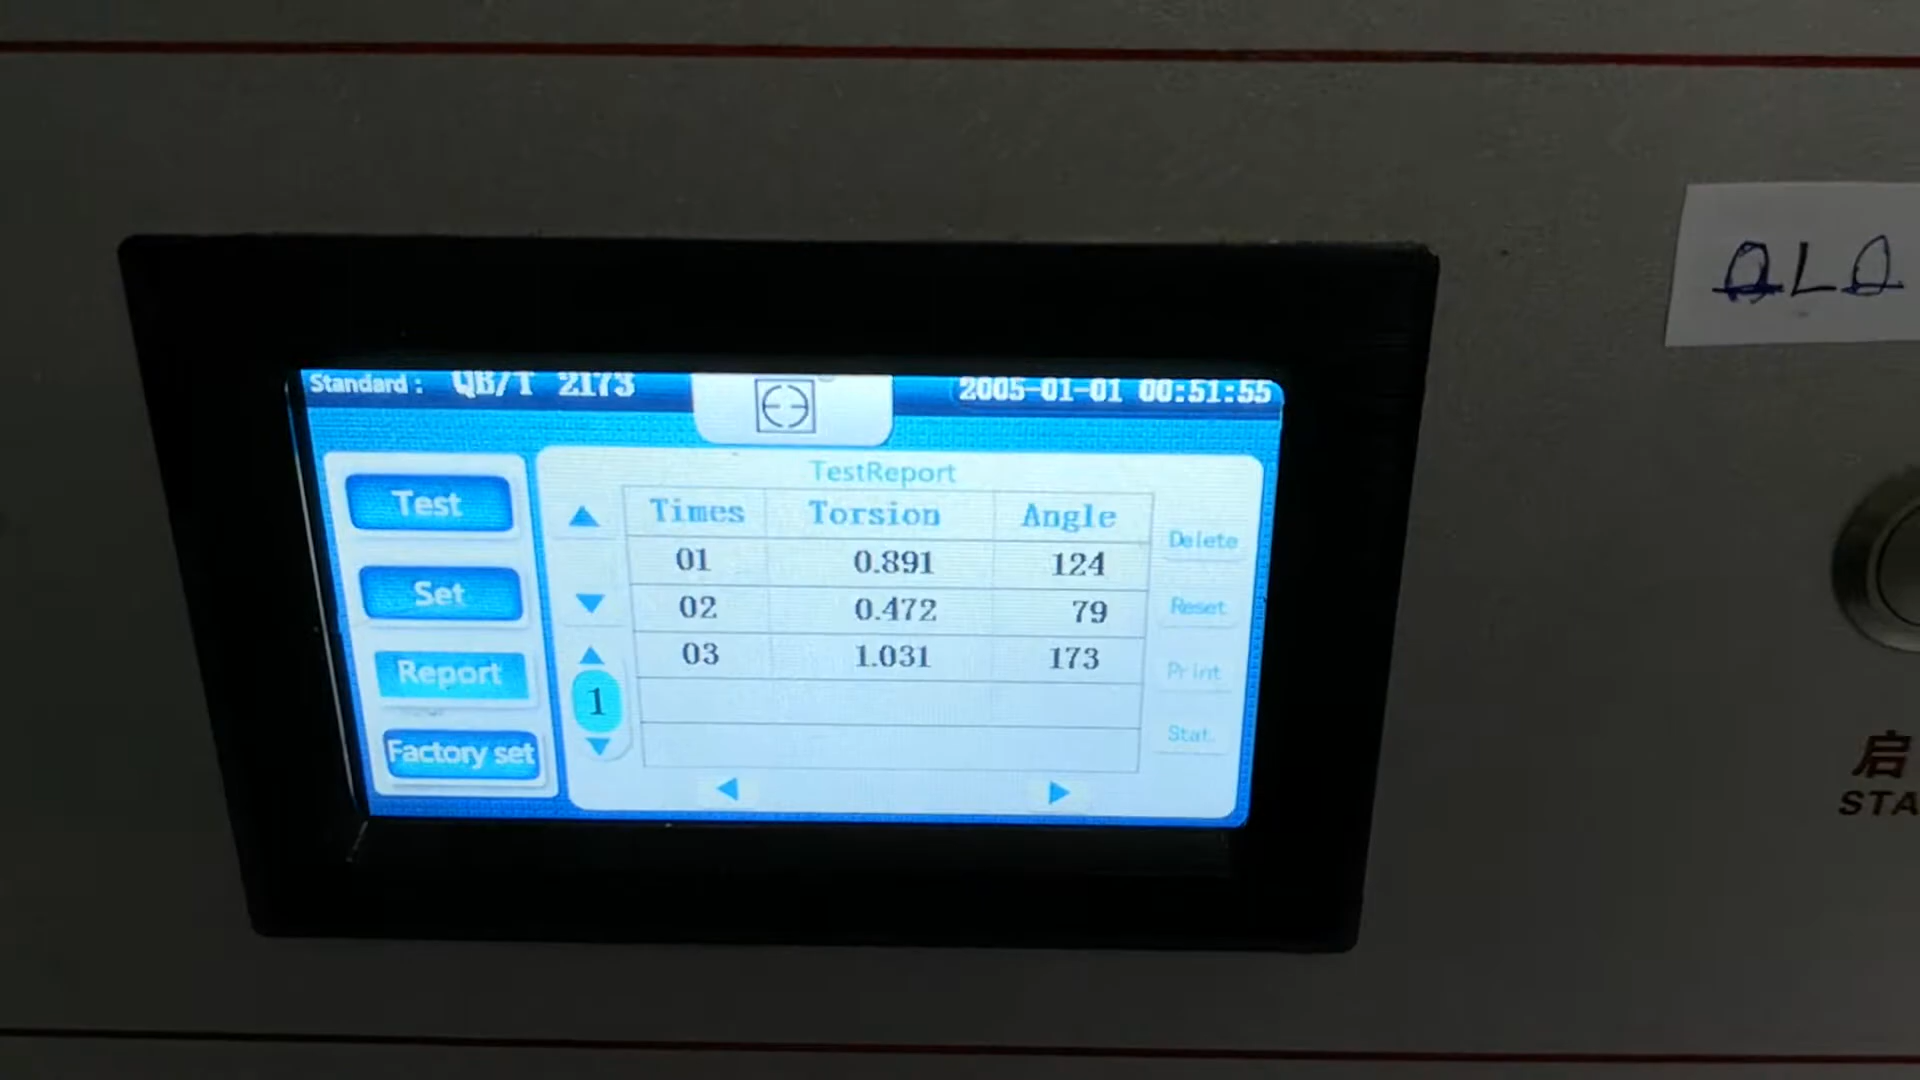 Standard : QB/T 2173
2005-01-01 00:51:55
Test
Set
Report
Factory set
TestReport
Times Torsion Angle
01 0.891 124
02 0.472 79
03 1.031 173
1
Delete
Reset
Print
Stat.
启
STA